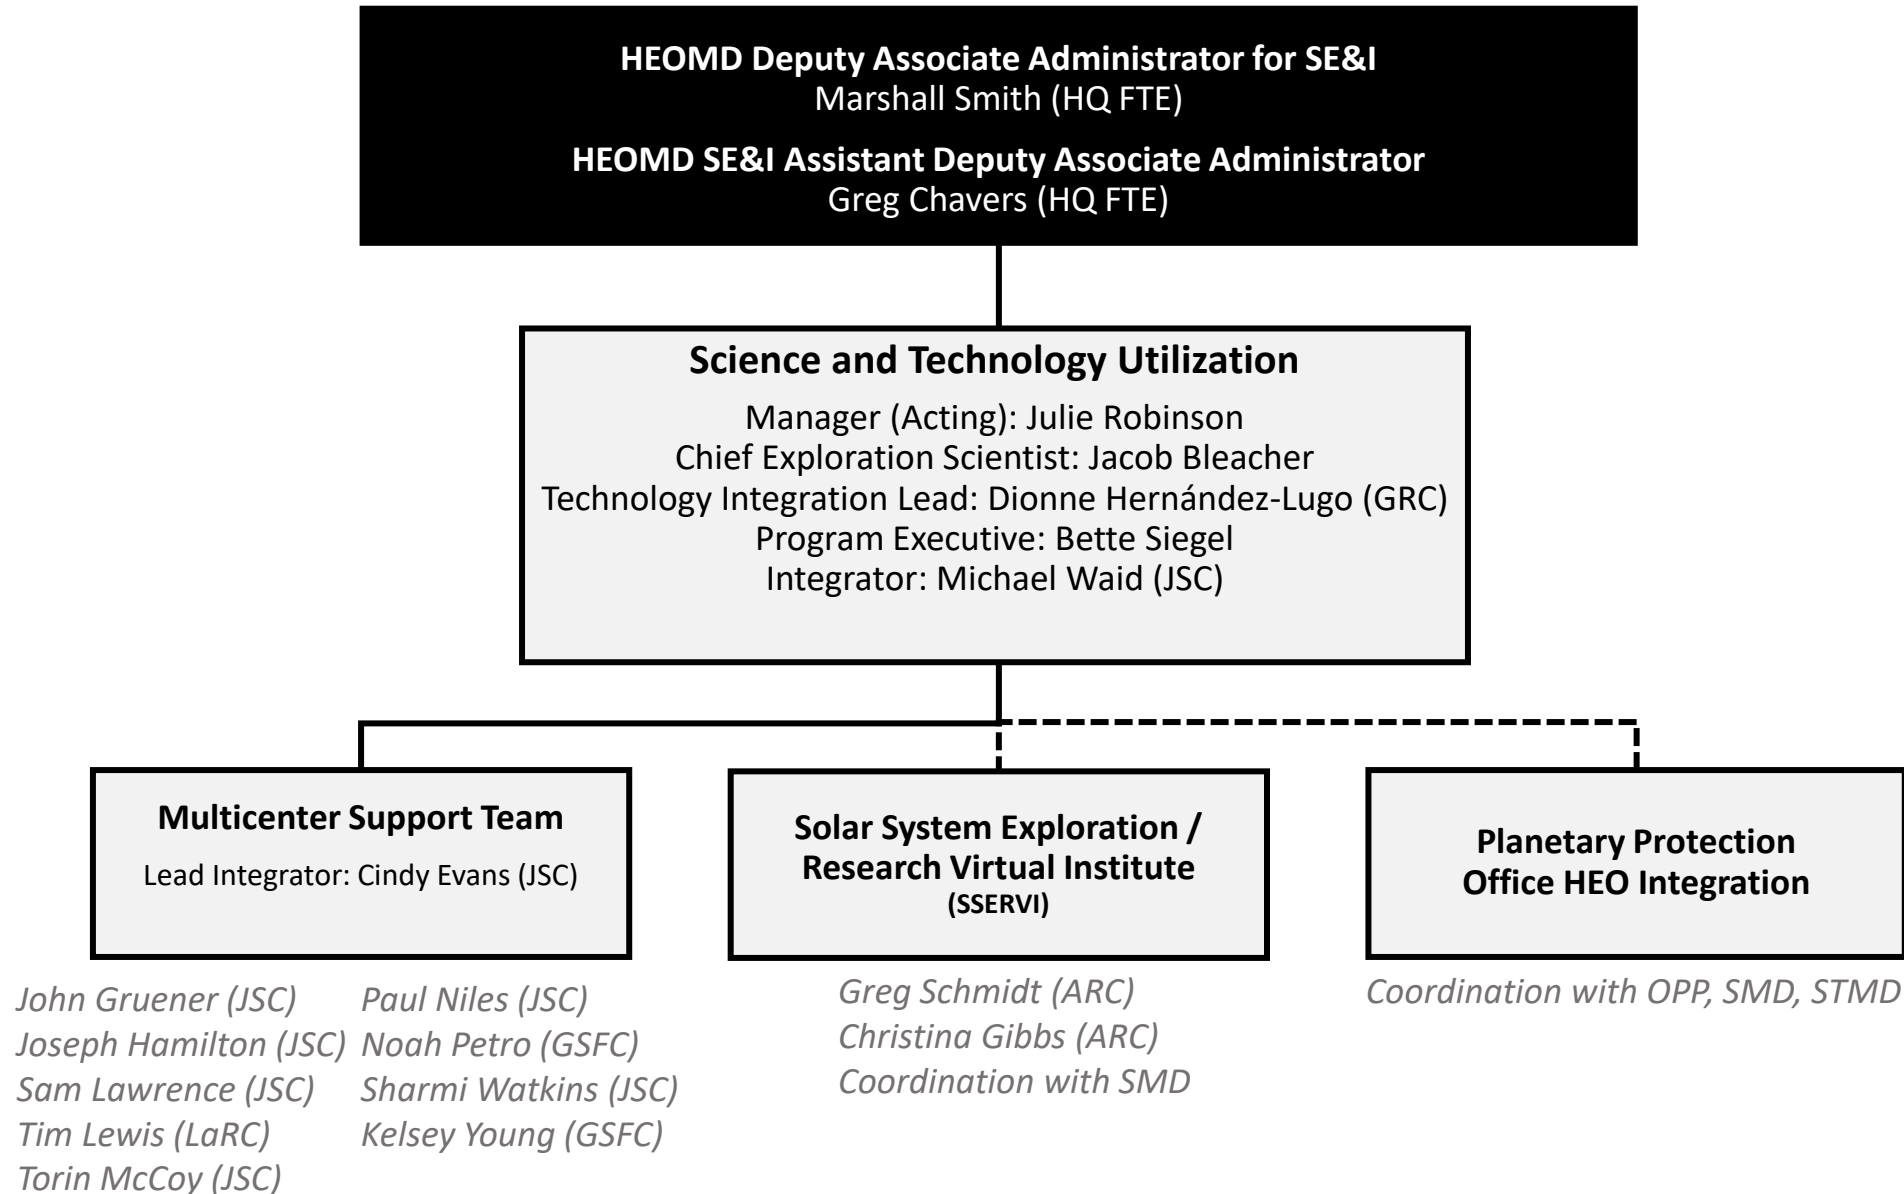 HEOMD Deputy Associate Administrator for SE&I
Marshall Smith (HQ FTE)
HEOMD SE&I Assistant Deputy Associate Administrator
Greg Chavers (HQ FTE)
Science and Technology Utilization
Manager (Acting): Julie Robinson
Chief Exploration Scientist: Jacob Bleacher
Technology Integration Lead: Dionne Hernández-Lugo (GRC)
Program Executive: Bette Siegel
Integrator: Michael Waid (JSC)
Multicenter Support Team
Lead Integrator: Cindy Evans (JSC)
John Gruener (JSC)
Joseph Hamilton (JSC)
Sam Lawrence (JSC)
Tim Lewis (LaRC)
Torin McCoy (JSC)
Paul Niles (JSC)
Noah Petro (GSFC)
Sharmi Watkins (JSC)
Kelsey Young (GSFC)
Solar System Exploration /
Research Virtual Institute
(SSERVI)
Greg Schmidt (ARC)
Christina Gibbs (ARC)
Coordination with SMD
Planetary Protection
Office HEO Integration
Coordination with OPP, SMD, STMD